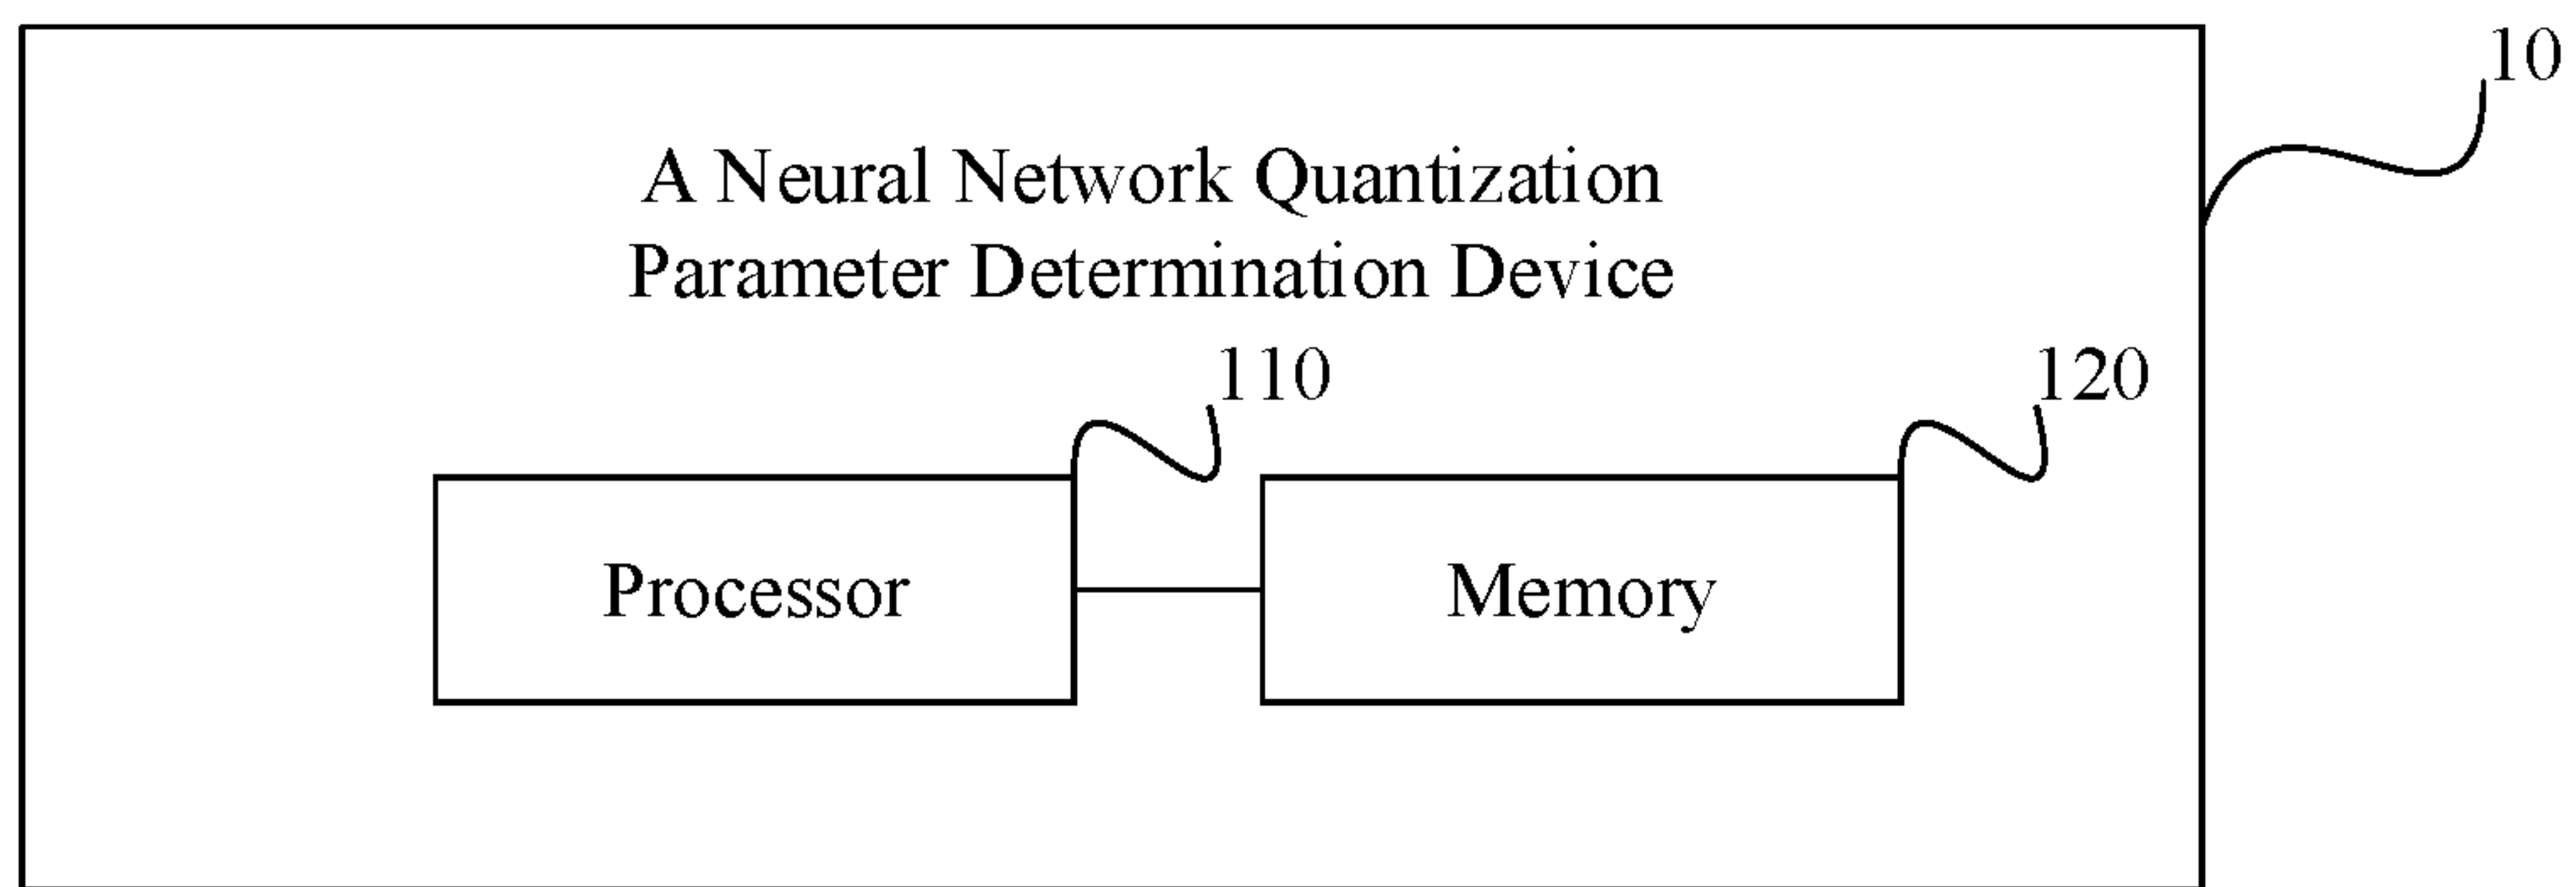 10
A Neural Network Quantization
Parameter Determination Device
110
120
Processor
Memory